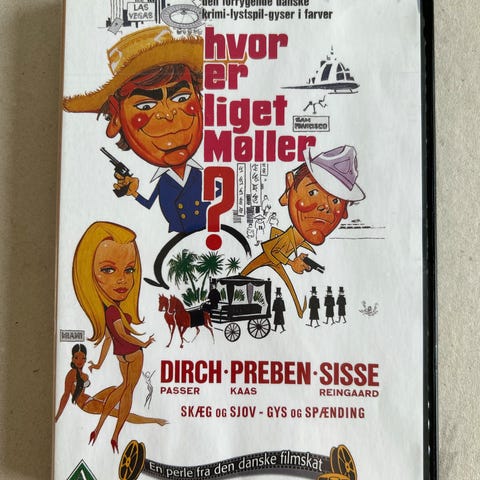 LAS VEGAS
den forrygende danske
krimi-lystspil-gyser i farver
hvor
er
liget
Møller
?
SAN FRANCISCO
MIAMI
DIRCH · PREBEN · SISSE
PASSER KAAS REINGAARD
SKÆG OG SJOV - GYS OG SPÆNDING
En perle fra den danske filmskat
A